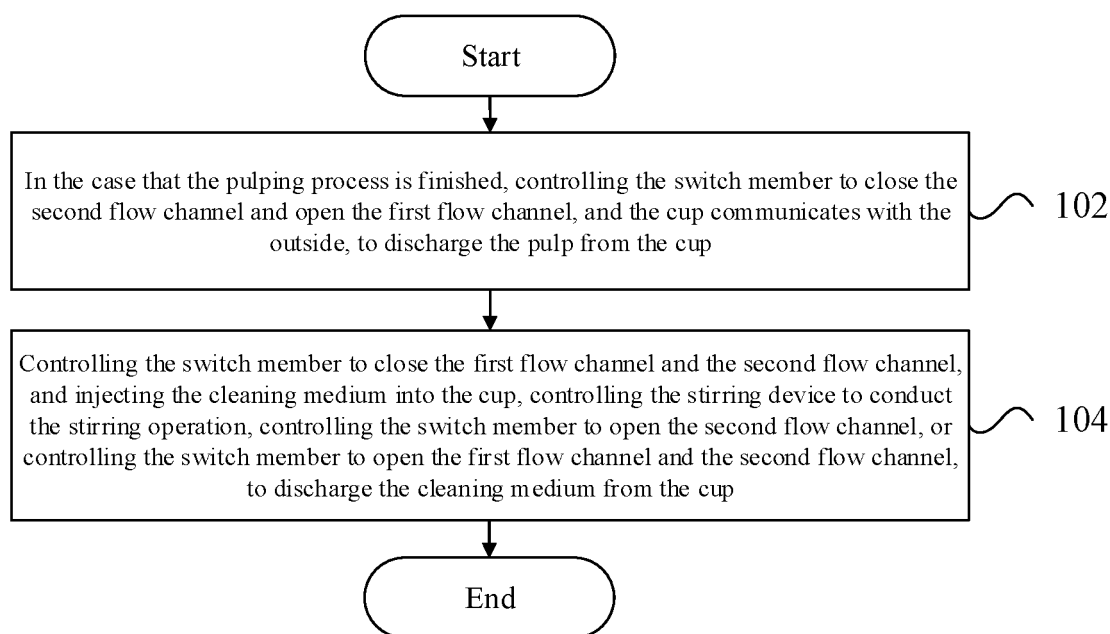 Start
In the case that the pulping process is finished, controlling the switch member to close the
second flow channel and open the first flow channel, and the cup communicates with the
outside, to discharge the pulp from the cup
102
Controlling the switch member to close the first flow channel and the second flow channel,
and injecting the cleaning medium into the cup, controlling the stirring device to conduct
the stirring operation, controlling the switch member to open the second flow channel, or
controlling the switch member to open the first flow channel and the second flow channel,
to discharge the cleaning medium from the cup
104
End